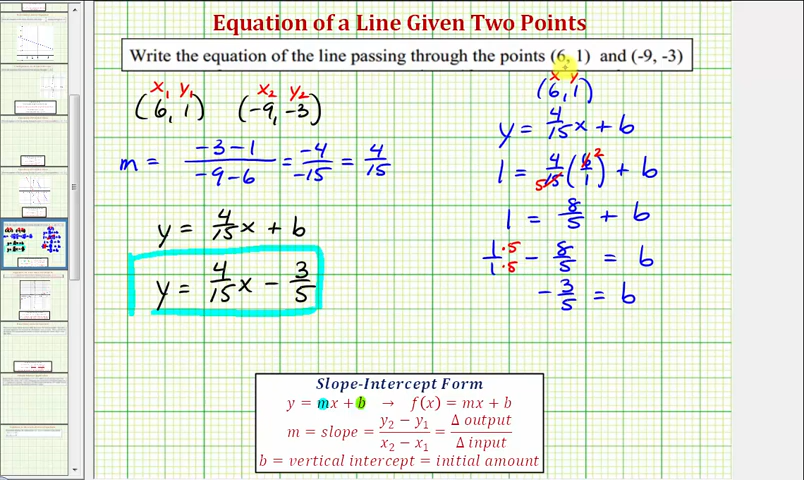 Equation of a Line Given Two Points
Write the equation of the line passing through the points (6, 1) and (-9, -3)
x₁ y₁ x₂ y₂
(6, 1) (-9, -3)
m = (-3 - 1)/(-9 - 6) = -4/-15 = 4/15
y = 4/15 x + b
y = 4/15 x - 3/5
x y
(6, 1)
y = 4/15 x + b
1 = 4/15 (6/1) + b
5 2
1 = 8/5 + b
1/1 · 5/5 - 8/5 = b
-3/5 = b
Slope-Intercept Form
y = mx + b → f(x) = mx + b
m = slope = (y₂ − y₁)/(x₂ − x₁) = (Δ output)/(Δ input)
b = vertical intercept = initial amount